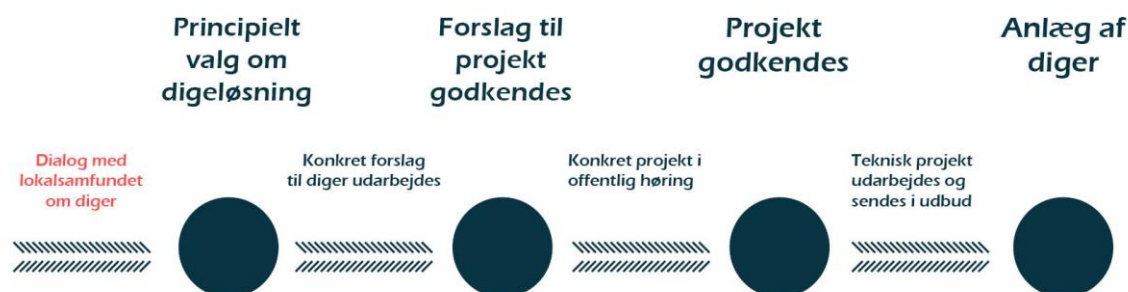 Principielt
valg om
digeløsning
Forslag til
projekt
godkendes
Projekt
godkendes
Anlæg af
diger
Dialog med
lokalsamfundet
om diger
Konkret forslag
til diger udarbejdes
Konkret projekt i
offentlig høring
Teknisk projekt
udarbejdes og
sendes i udbud